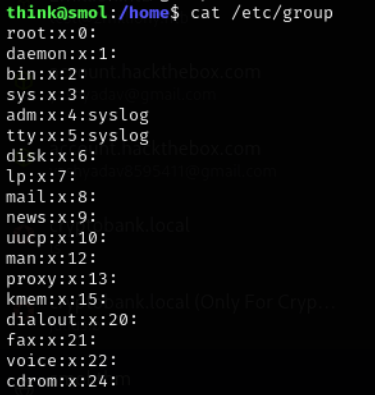 think@smol:/home$ cat /etc/group
root:x:0:
daemon:x:1:
bin:x:2:
sys:x:3:
adm:x:4:syslog
tty:x:5:syslog
disk:x:6:
lp:x:7:
mail:x:8:
news:x:9:
uucp:x:10:
man:x:12:
proxy:x:13:
kmem:x:15:
dialout:x:20:
fax:x:21:
voice:x:22:
cdrom:x:24: